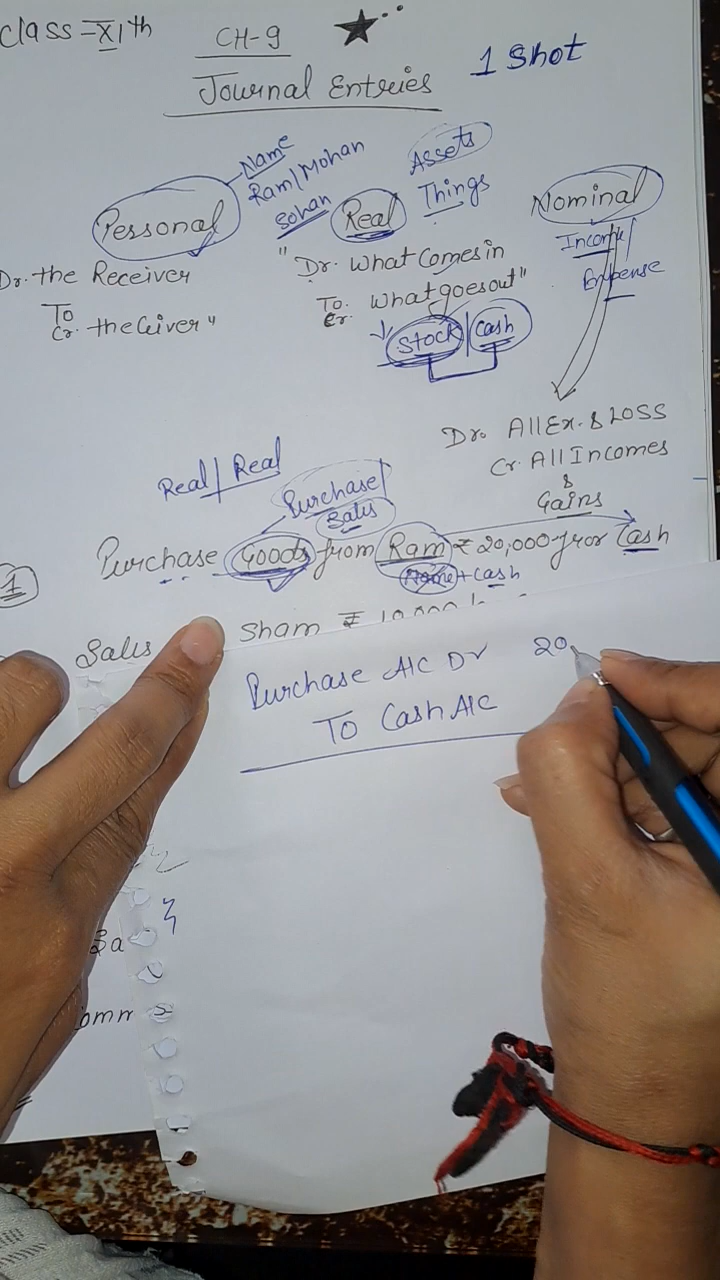 Class = XIth
CH-9
Journal Entries
1 Shot
Personal
Name
Ram/Mohan
Sohan
Dr. the Receiver
To
Cr. the Giver"
Real
Assets
Things
" Dr. What Comes in
To What goes out"
Cr.
Stock | Cash
Nominal
Income/
Expense
Dr. All Ex. & LOSS
Cr. All Incomes
&
Gains
Real | Real
Purchase/
Sales
1
Purchase Goods from Ram ₹ 20,000 for Cash
+ Cash
Sales Sham ₹ 10,000
Purchase A/C Dr 20
To Cash A/C